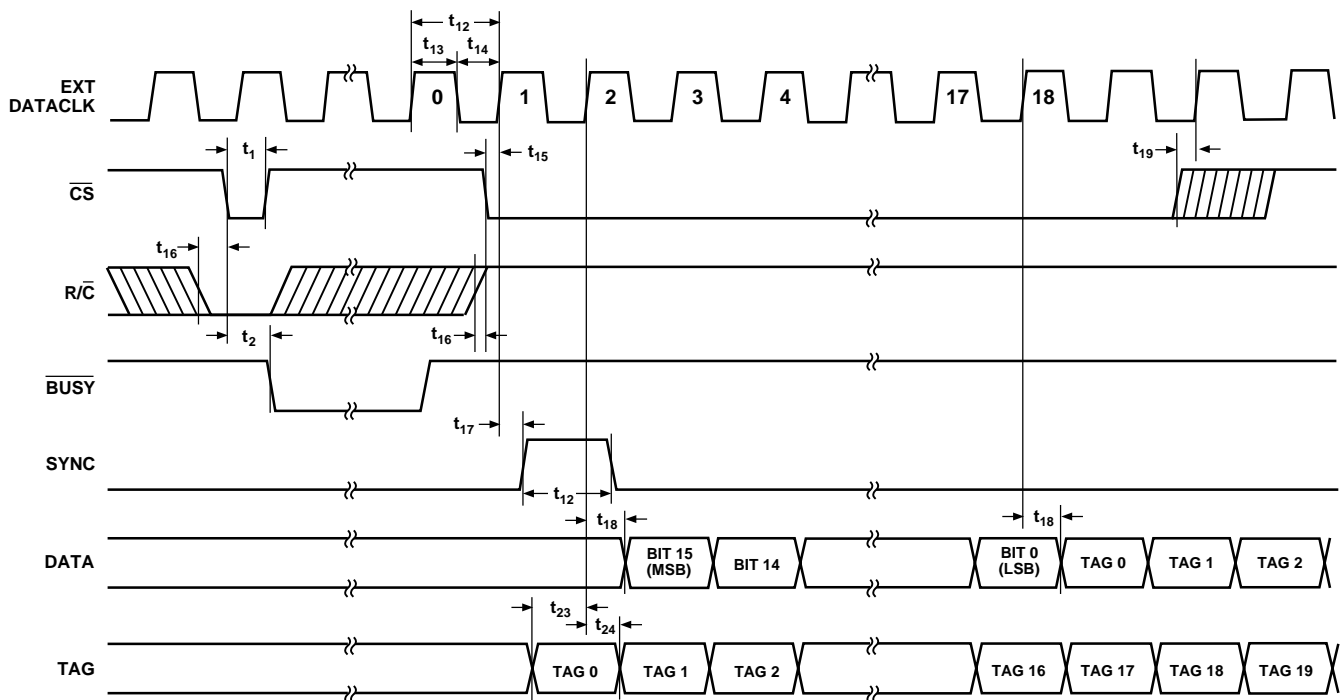 t12
t13 t14
EXT
DATACLK
0 1 2 3 4 17 18
t1
t15
t19
CS
t16
R/C
t2
t16
BUSY
t17
SYNC
t12
t18
t18
DATA
BIT 15
(MSB)
BIT 14
BIT 0
(LSB)
TAG 0
TAG 1
TAG 2
t23
t24
TAG
TAG 0
TAG 1
TAG 2
TAG 16
TAG 17
TAG 18
TAG 19